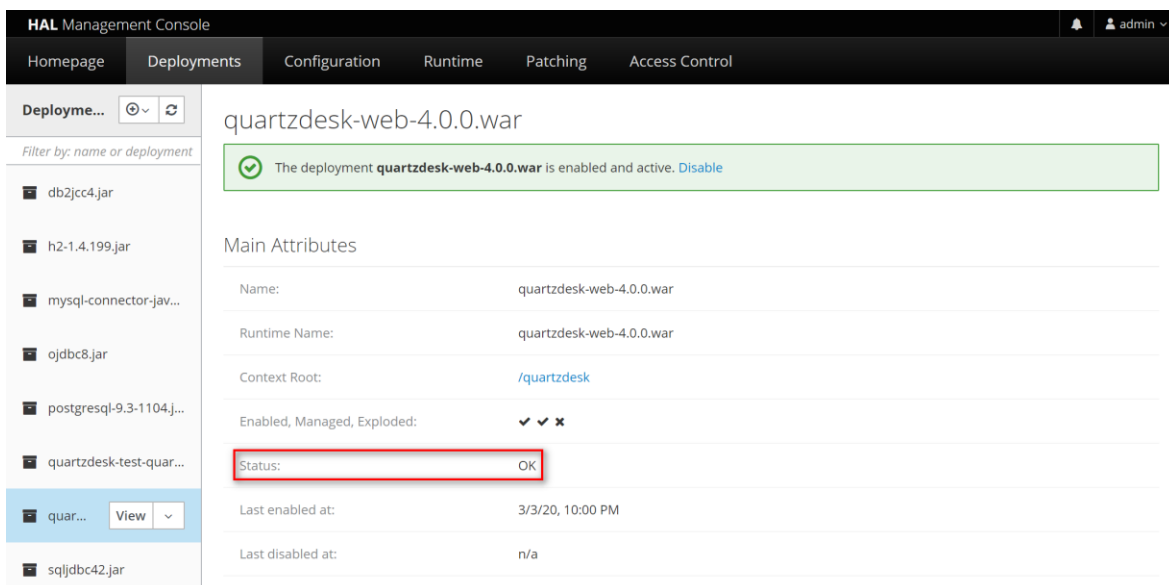 HAL Management Console
admin
Homepage Deployments Configuration Runtime Patching Access Control
Deployme...
Filter by: name or deployment
db2jcc4.jar
h2-1.4.199.jar
mysql-connector-jav...
ojdbc8.jar
postgresql-9.3-1104.j...
quartzdesk-test-quar...
quar... View
sqljdbc42.jar
quartzdesk-web-4.0.0.war
The deployment quartzdesk-web-4.0.0.war is enabled and active. Disable
Main Attributes
Name: quartzdesk-web-4.0.0.war
Runtime Name: quartzdesk-web-4.0.0.war
Context Root: /quartzdesk
Enabled, Managed, Exploded:
Status: OK
Last enabled at: 3/3/20, 10:00 PM
Last disabled at: n/a